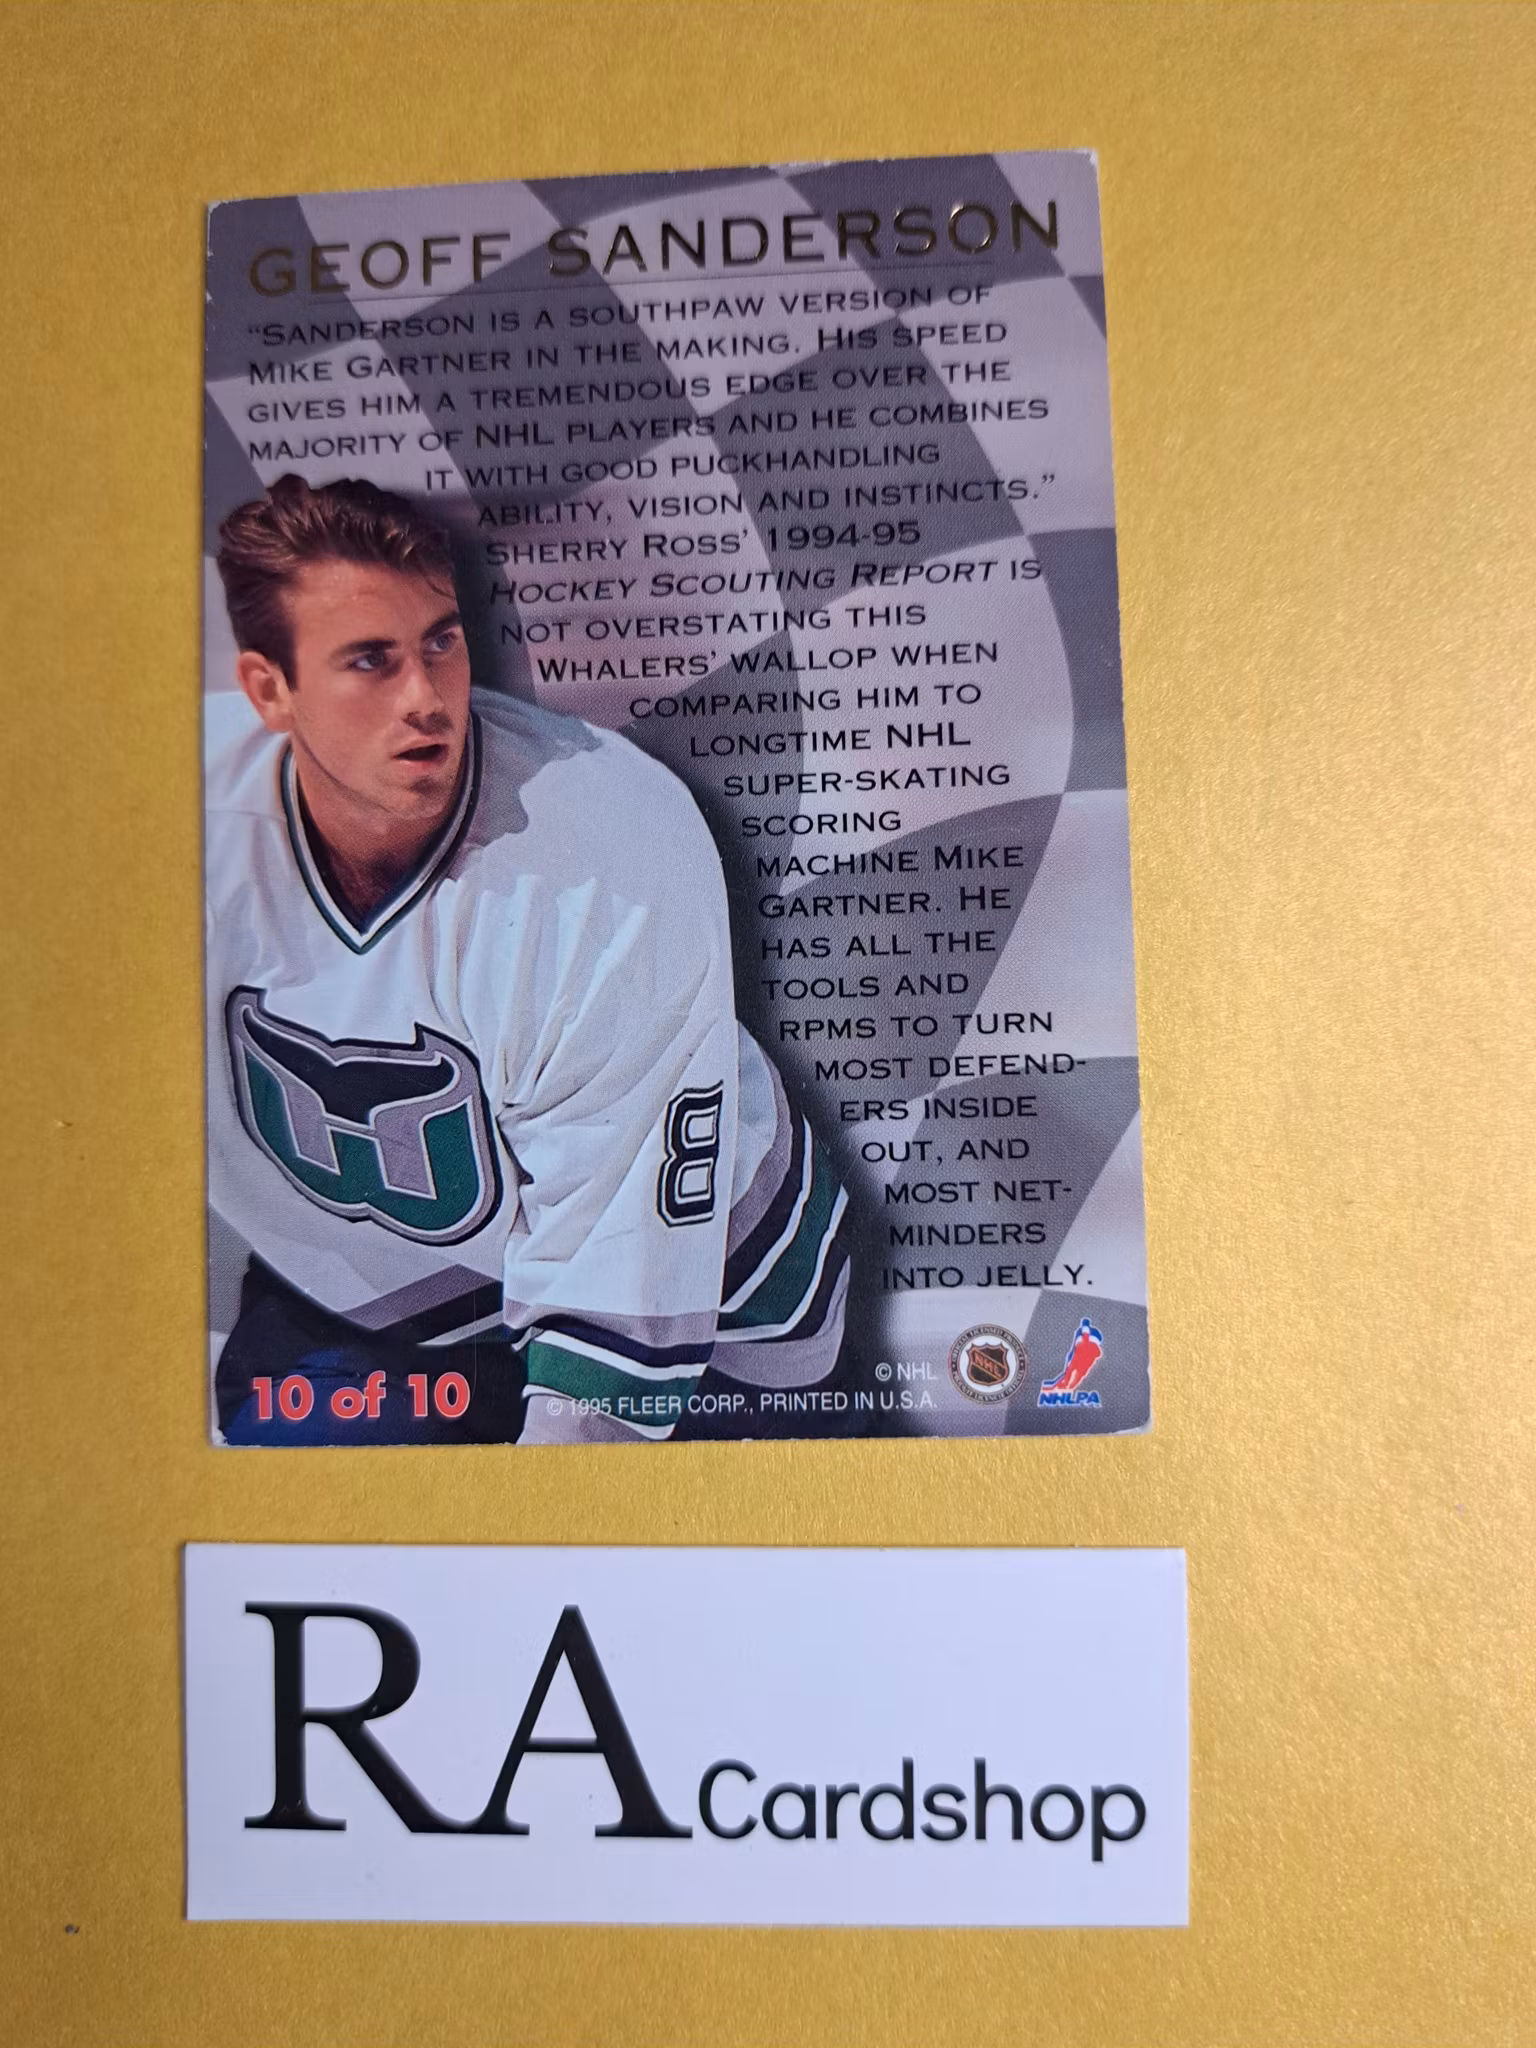 GEOFF SANDERSON
“SANDERSON IS A SOUTHPAW VERSION OF
MIKE GARTNER IN THE MAKING. HIS SPEED
GIVES HIM A TREMENDOUS EDGE OVER THE
MAJORITY OF NHL PLAYERS AND HE COMBINES
IT WITH GOOD PUCKHANDLING
ABILITY, VISION AND INSTINCTS.”
SHERRY ROSS’ 1994-95
HOCKEY SCOUTING REPORT IS
NOT OVERSTATING THIS
WHALERS’ WALLOP WHEN
COMPARING HIM TO
LONGTIME NHL
SUPER-SKATING
SCORING
MACHINE MIKE
GARTNER. HE
HAS ALL THE
TOOLS AND
RPMS TO TURN
MOST DEFEND-
ERS INSIDE
OUT, AND
MOST NET-
MINDERS
INTO JELLY.
8
10 of 10
© NHL
NHL
NHLPA
© 1995 FLEER CORP., PRINTED IN U.S.A.
RA Cardshop